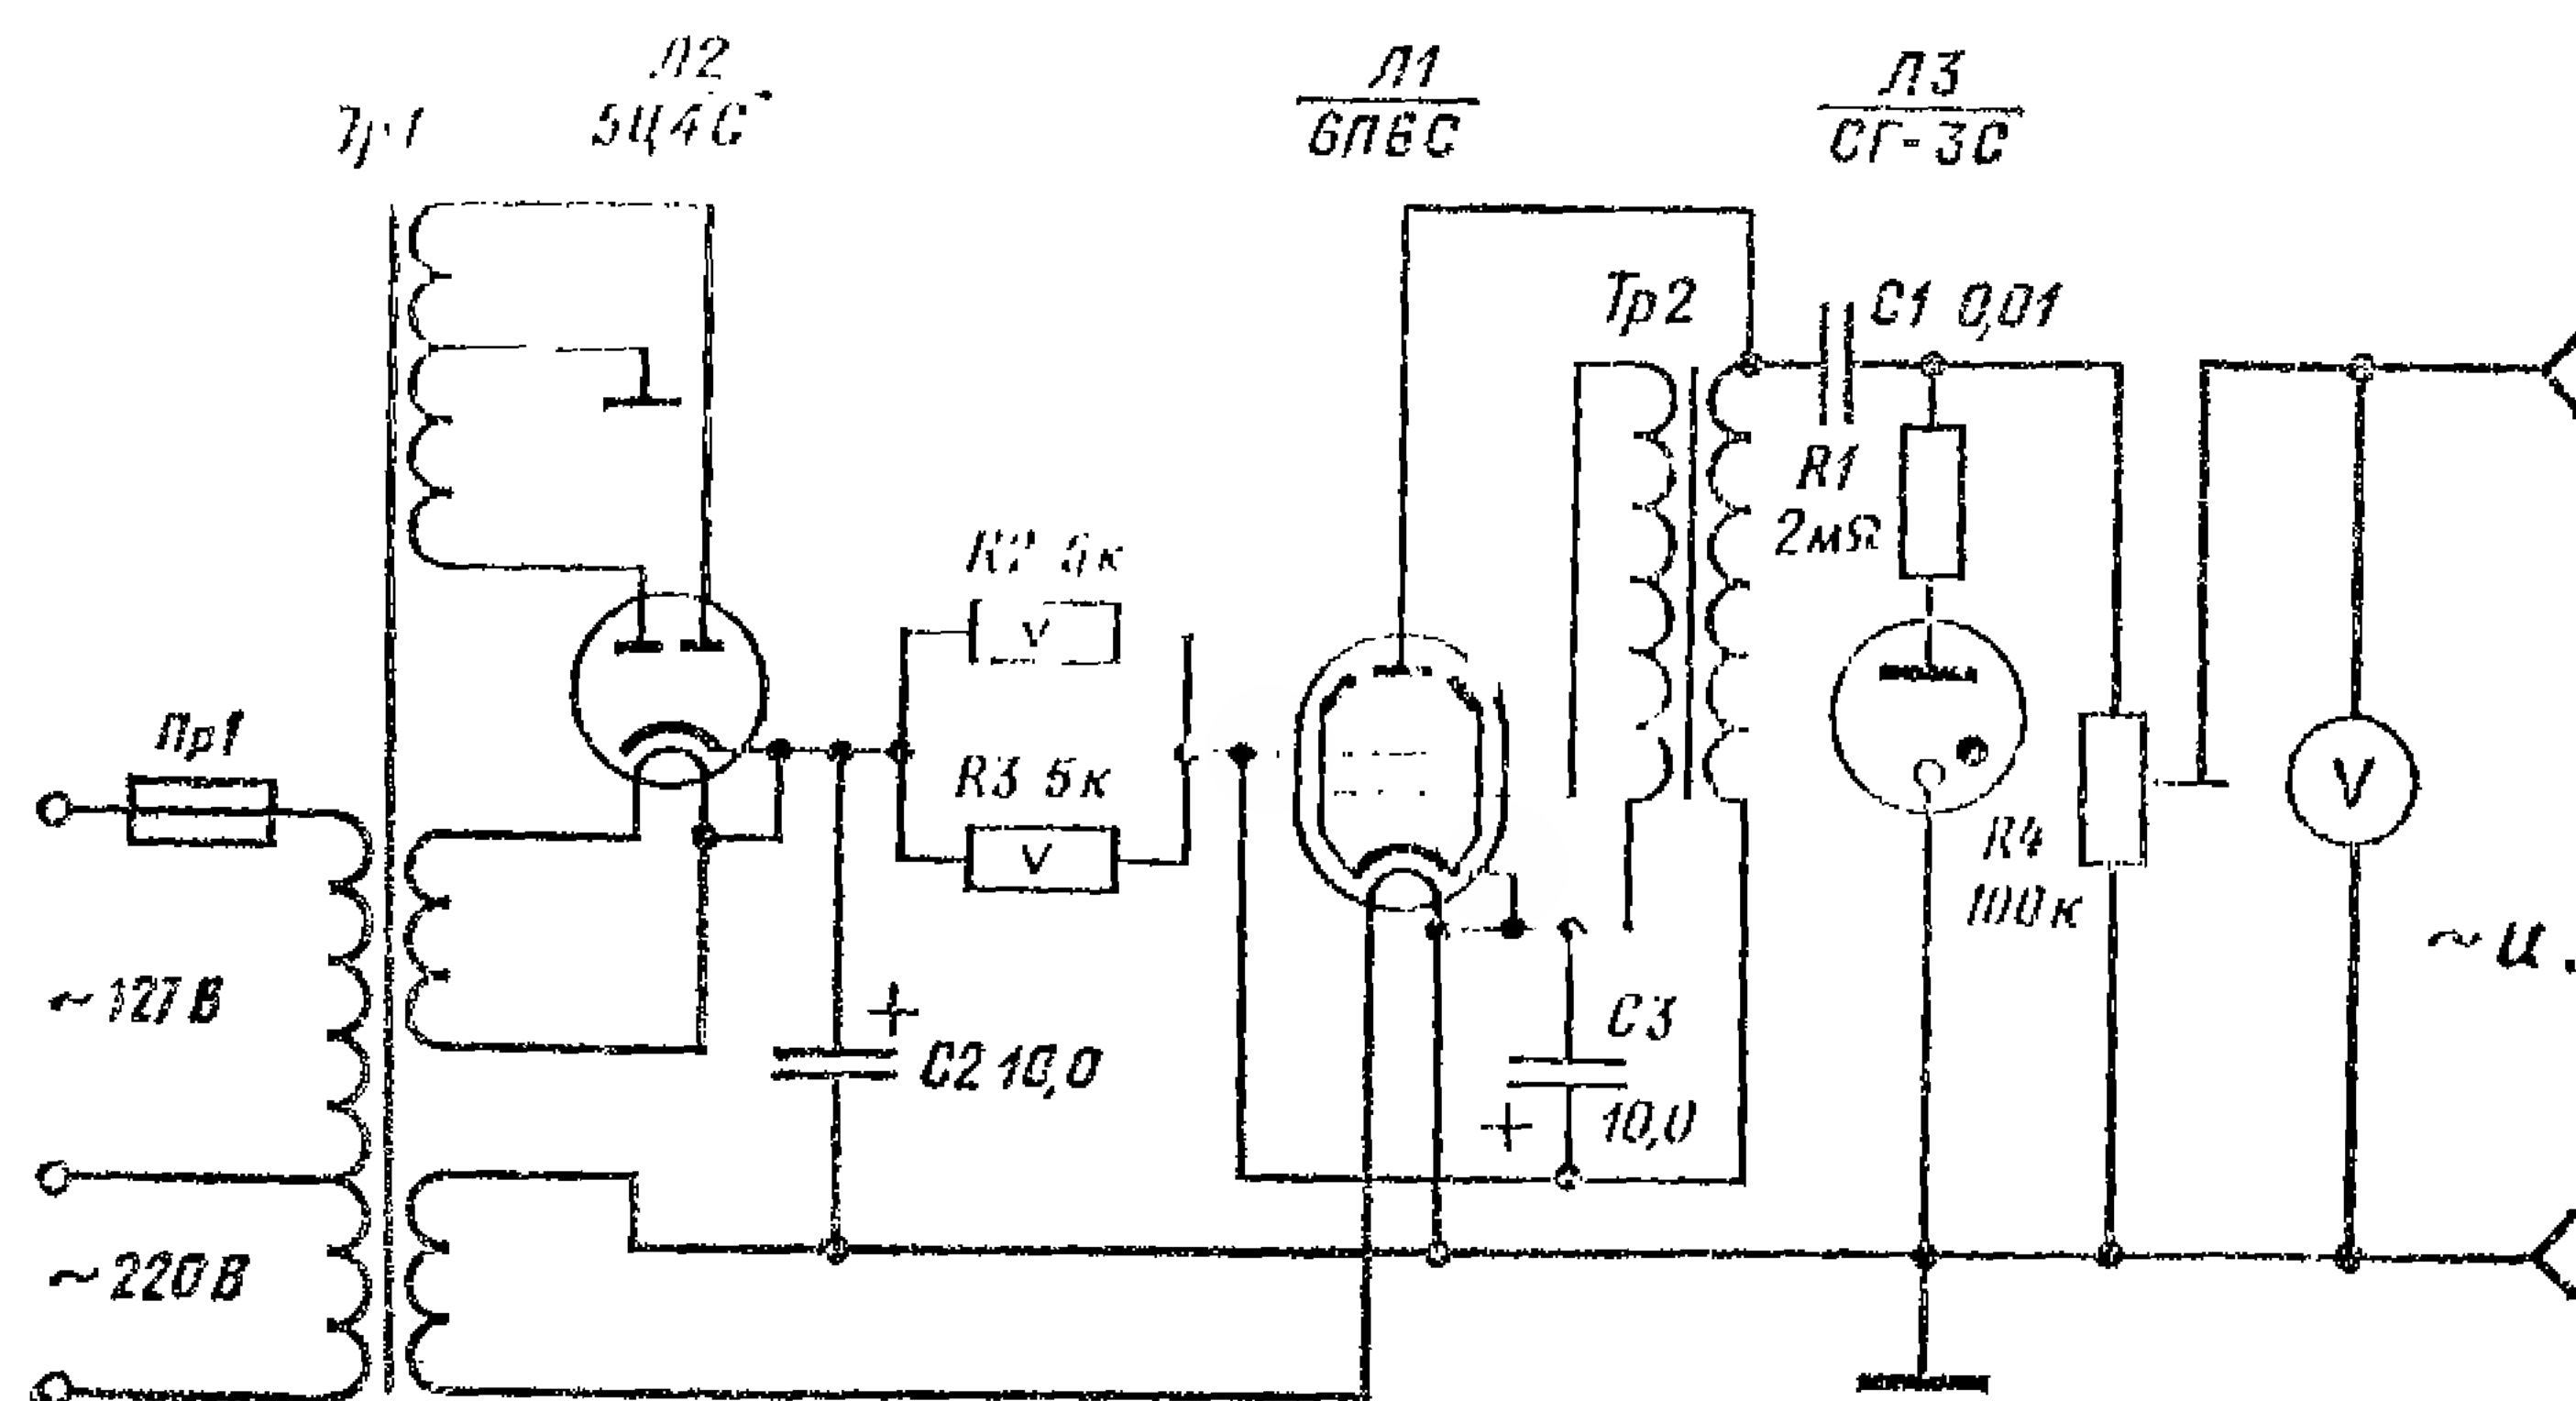 Тр1
Л2
5Ц4С
Л1
6П6С
Л3
СГ-3С
Тр2
С1 0,01
R1
2мΩ
R2 5к
V
Пр1
R3 5к
V
V
R4
100к
~ 127 В
~ u.
С3
С2 10,0
+
+
10,0
~ 220 В